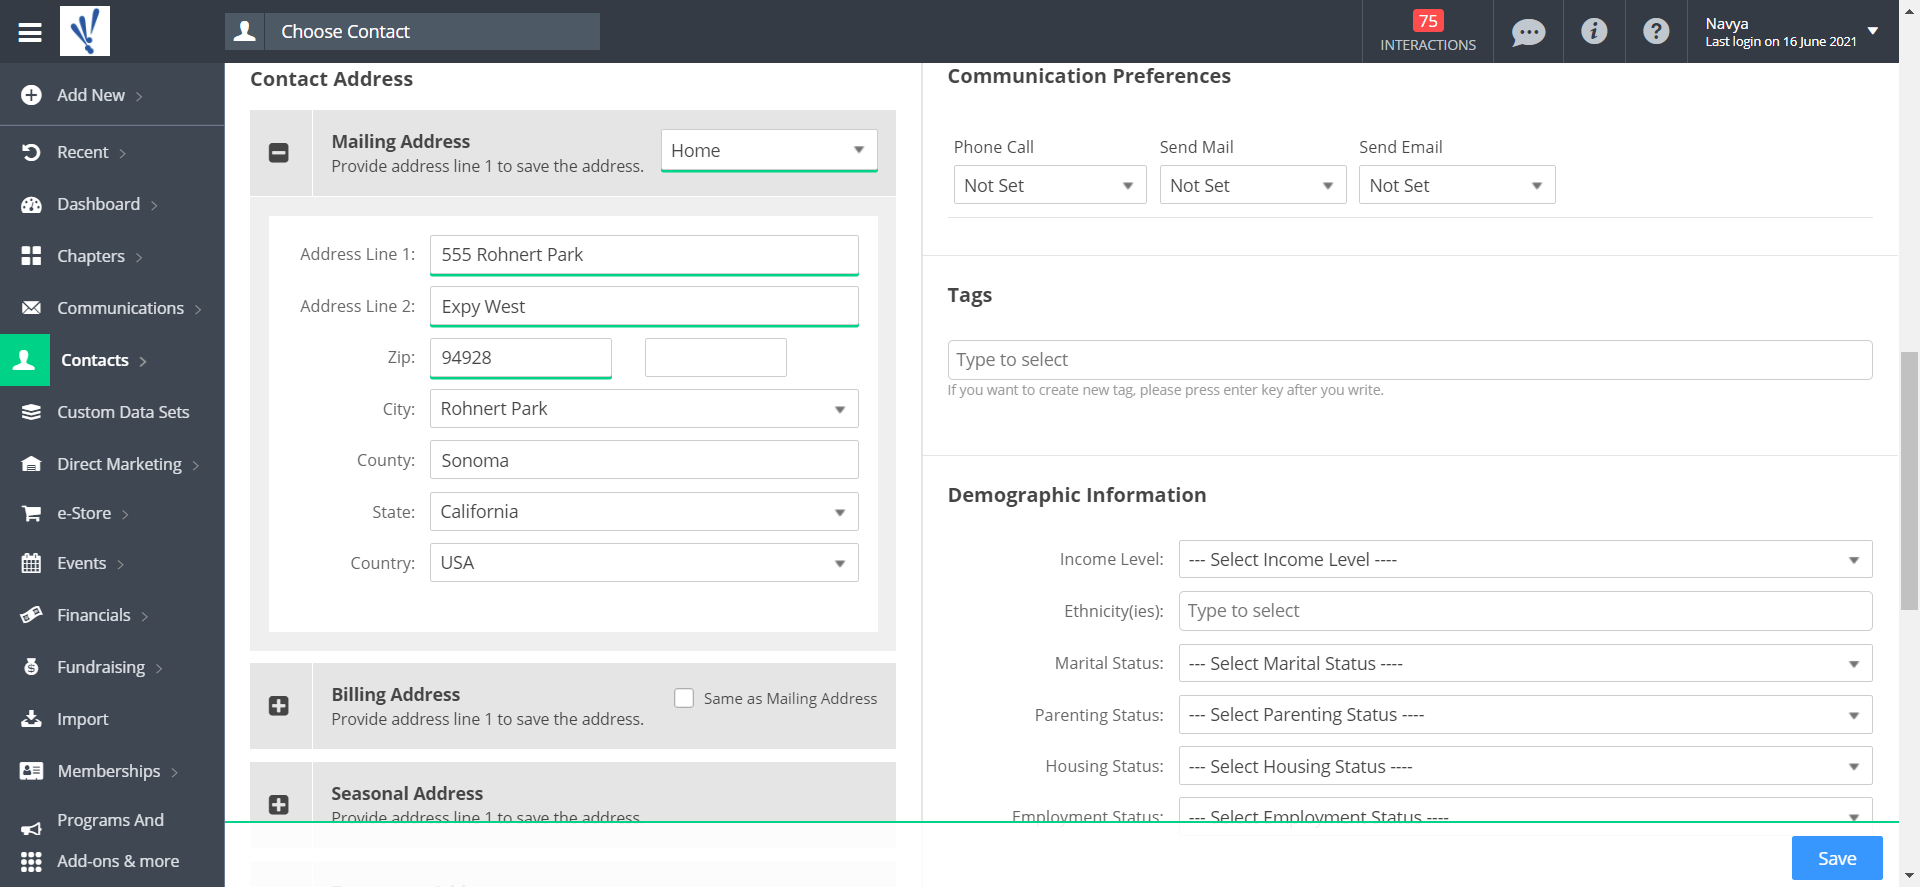 Choose Contact
75
INTERACTIONS
Navya
Last login on 16 June 2021
Add New
Recent
Dashboard
Chapters
Communications
Contacts
Custom Data Sets
Direct Marketing
e-Store
Events
Financials
Fundraising
Import
Memberships
Programs And
Add-ons & more
Contact Address
Mailing Address
Provide address line 1 to save the address.
Home
Address Line 1: 555 Rohnert Park
Address Line 2: Expy West
Zip: 94928
City: Rohnert Park
County: Sonoma
State: California
Country: USA
Billing Address
Provide address line 1 to save the address.
Same as Mailing Address
Seasonal Address
Provide address line 1 to save the address.
Communication Preferences
Phone Call Send Mail Send Email
Not Set Not Set Not Set
Tags
Type to select
If you want to create new tag, please press enter key after you write.
Demographic Information
Income Level: --- Select Income Level ----
Ethnicity(ies): Type to select
Marital Status: --- Select Marital Status ----
Parenting Status: --- Select Parenting Status ----
Housing Status: --- Select Housing Status ----
Employment Status: --- Select Employment Status ----
Save